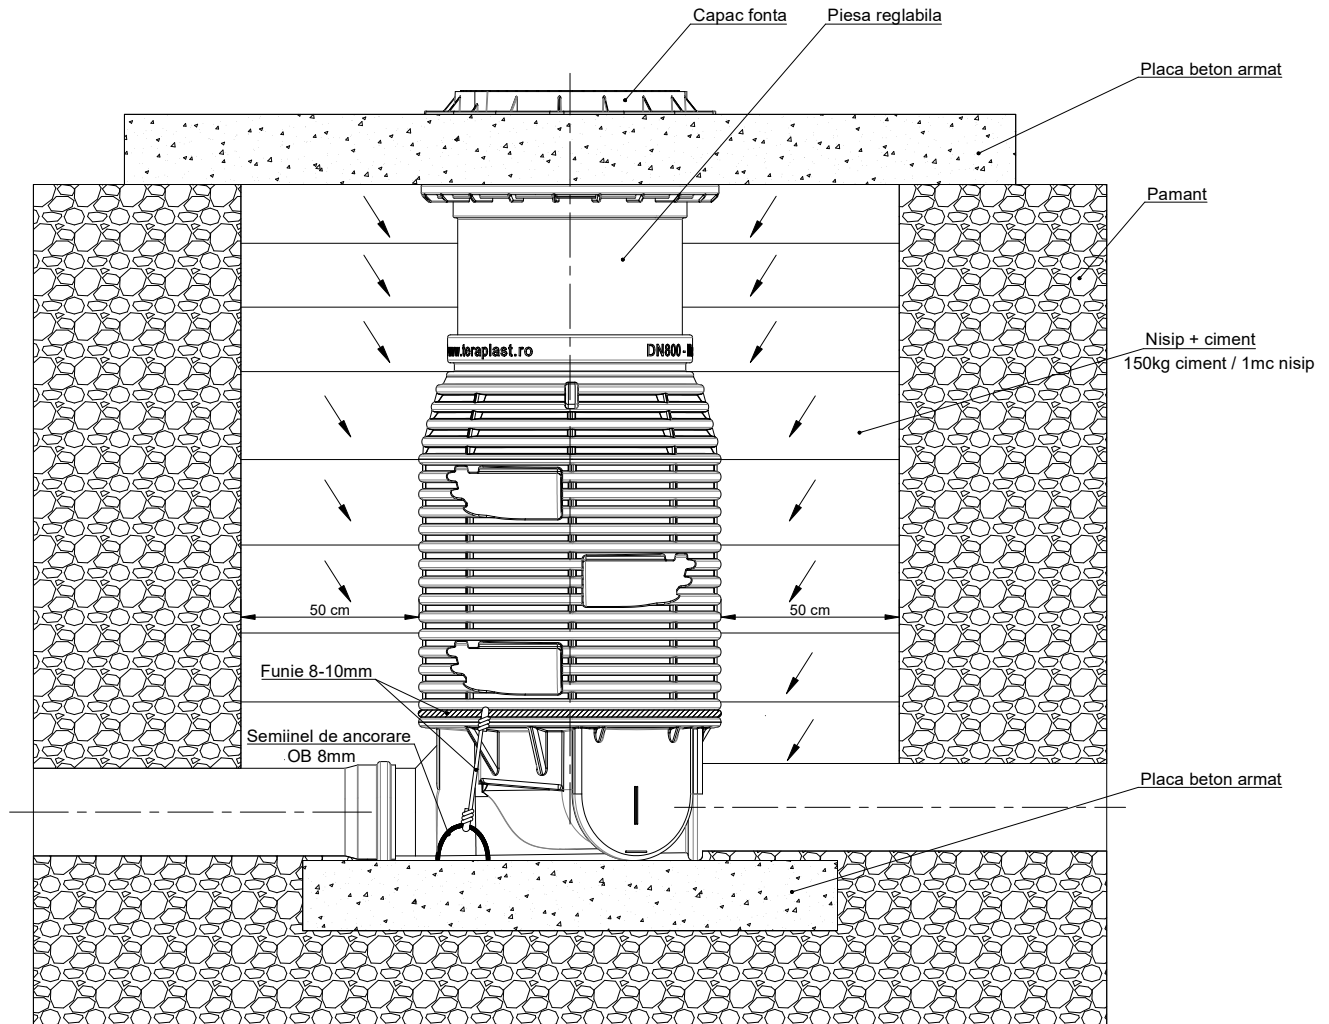 Capac fonta
Piesa reglabila
Placa beton armat
Pamant
www.teraplast.ro
DN800 -
Nisip + ciment
150kg ciment / 1mc nisip
50 cm
50 cm
Funie 8-10mm
Semiinel de ancorare
OB 8mm
Placa beton armat